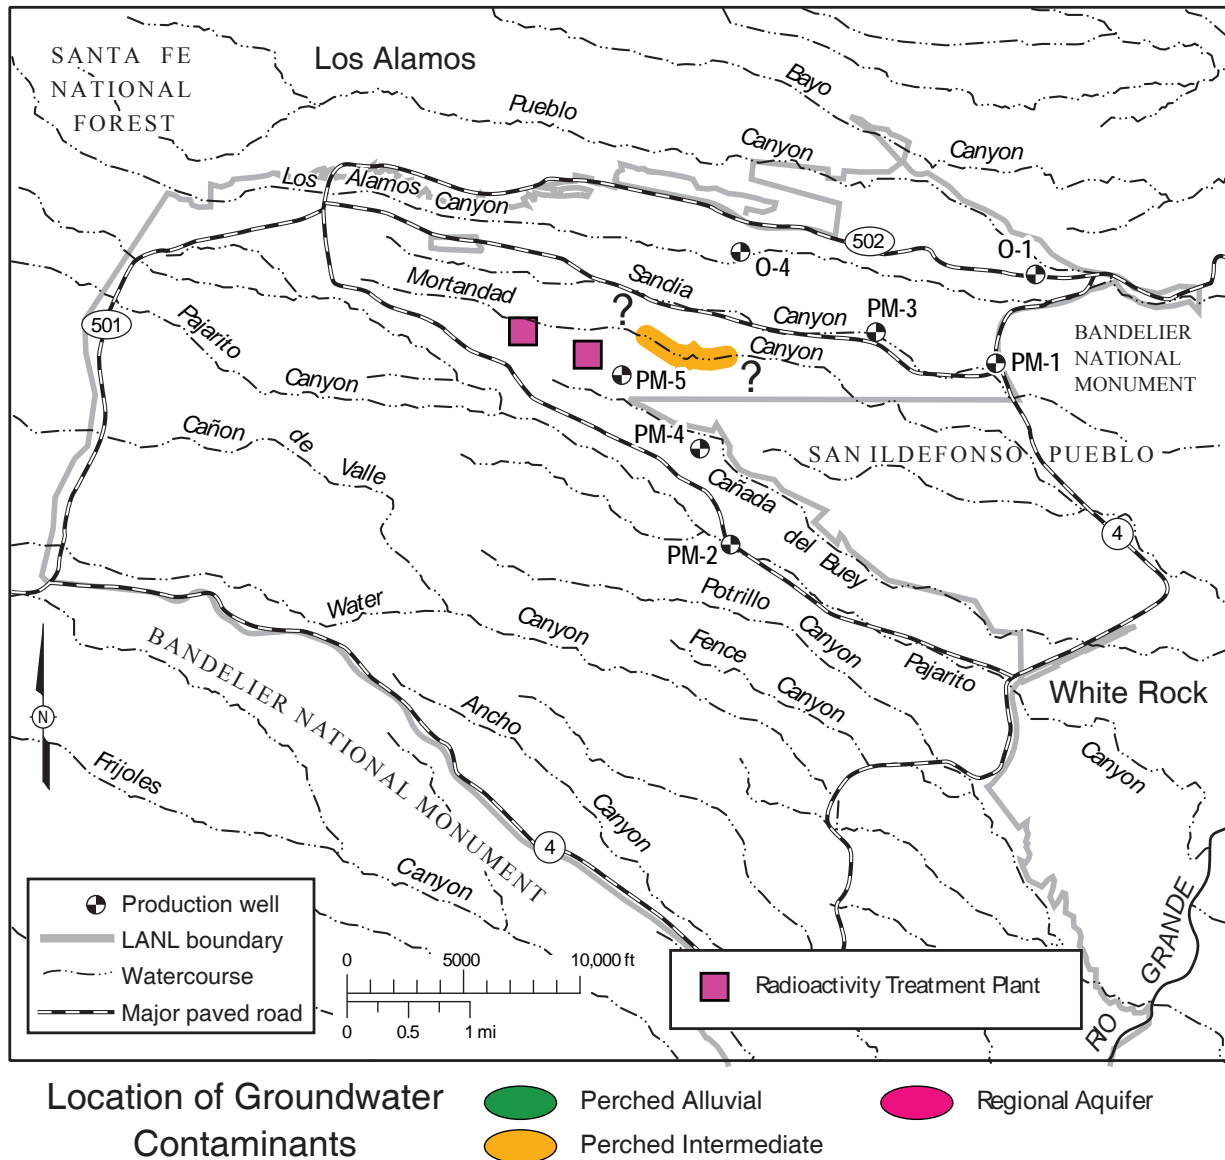 SANTA FE
NATIONAL
FOREST
Los Alamos
Bayo
Canyon
Pueblo
Canyon
Los Alamos
Canyon
502
O-1
O-4
Sandia
Canyon
Mortandad
Canyon
?
?
PM-3
PM-1
BANDELIER
NATIONAL
MONUMENT
501
Pajarito
Canyon
PM-5
PM-4
SAN ILDEFONSO PUEBLO
Cañon de Valle
Cañada del Buey
4
PM-2
Water
Canyon
Potrillo
Canyon
Fence
Canyon
Pajarito
White Rock
Canyon
BANDELIER NATIONAL MONUMENT
N
Ancho
Canyon
Frijoles
Canyon
4
RIO GRANDE
Production well
LANL boundary
Watercourse
Major paved road
0 5000 10,000 ft
0 0.5 1 mi
Radioactivity Treatment Plant
Location of Groundwater
Contaminants
Perched Alluvial
Perched Intermediate
Regional Aquifer